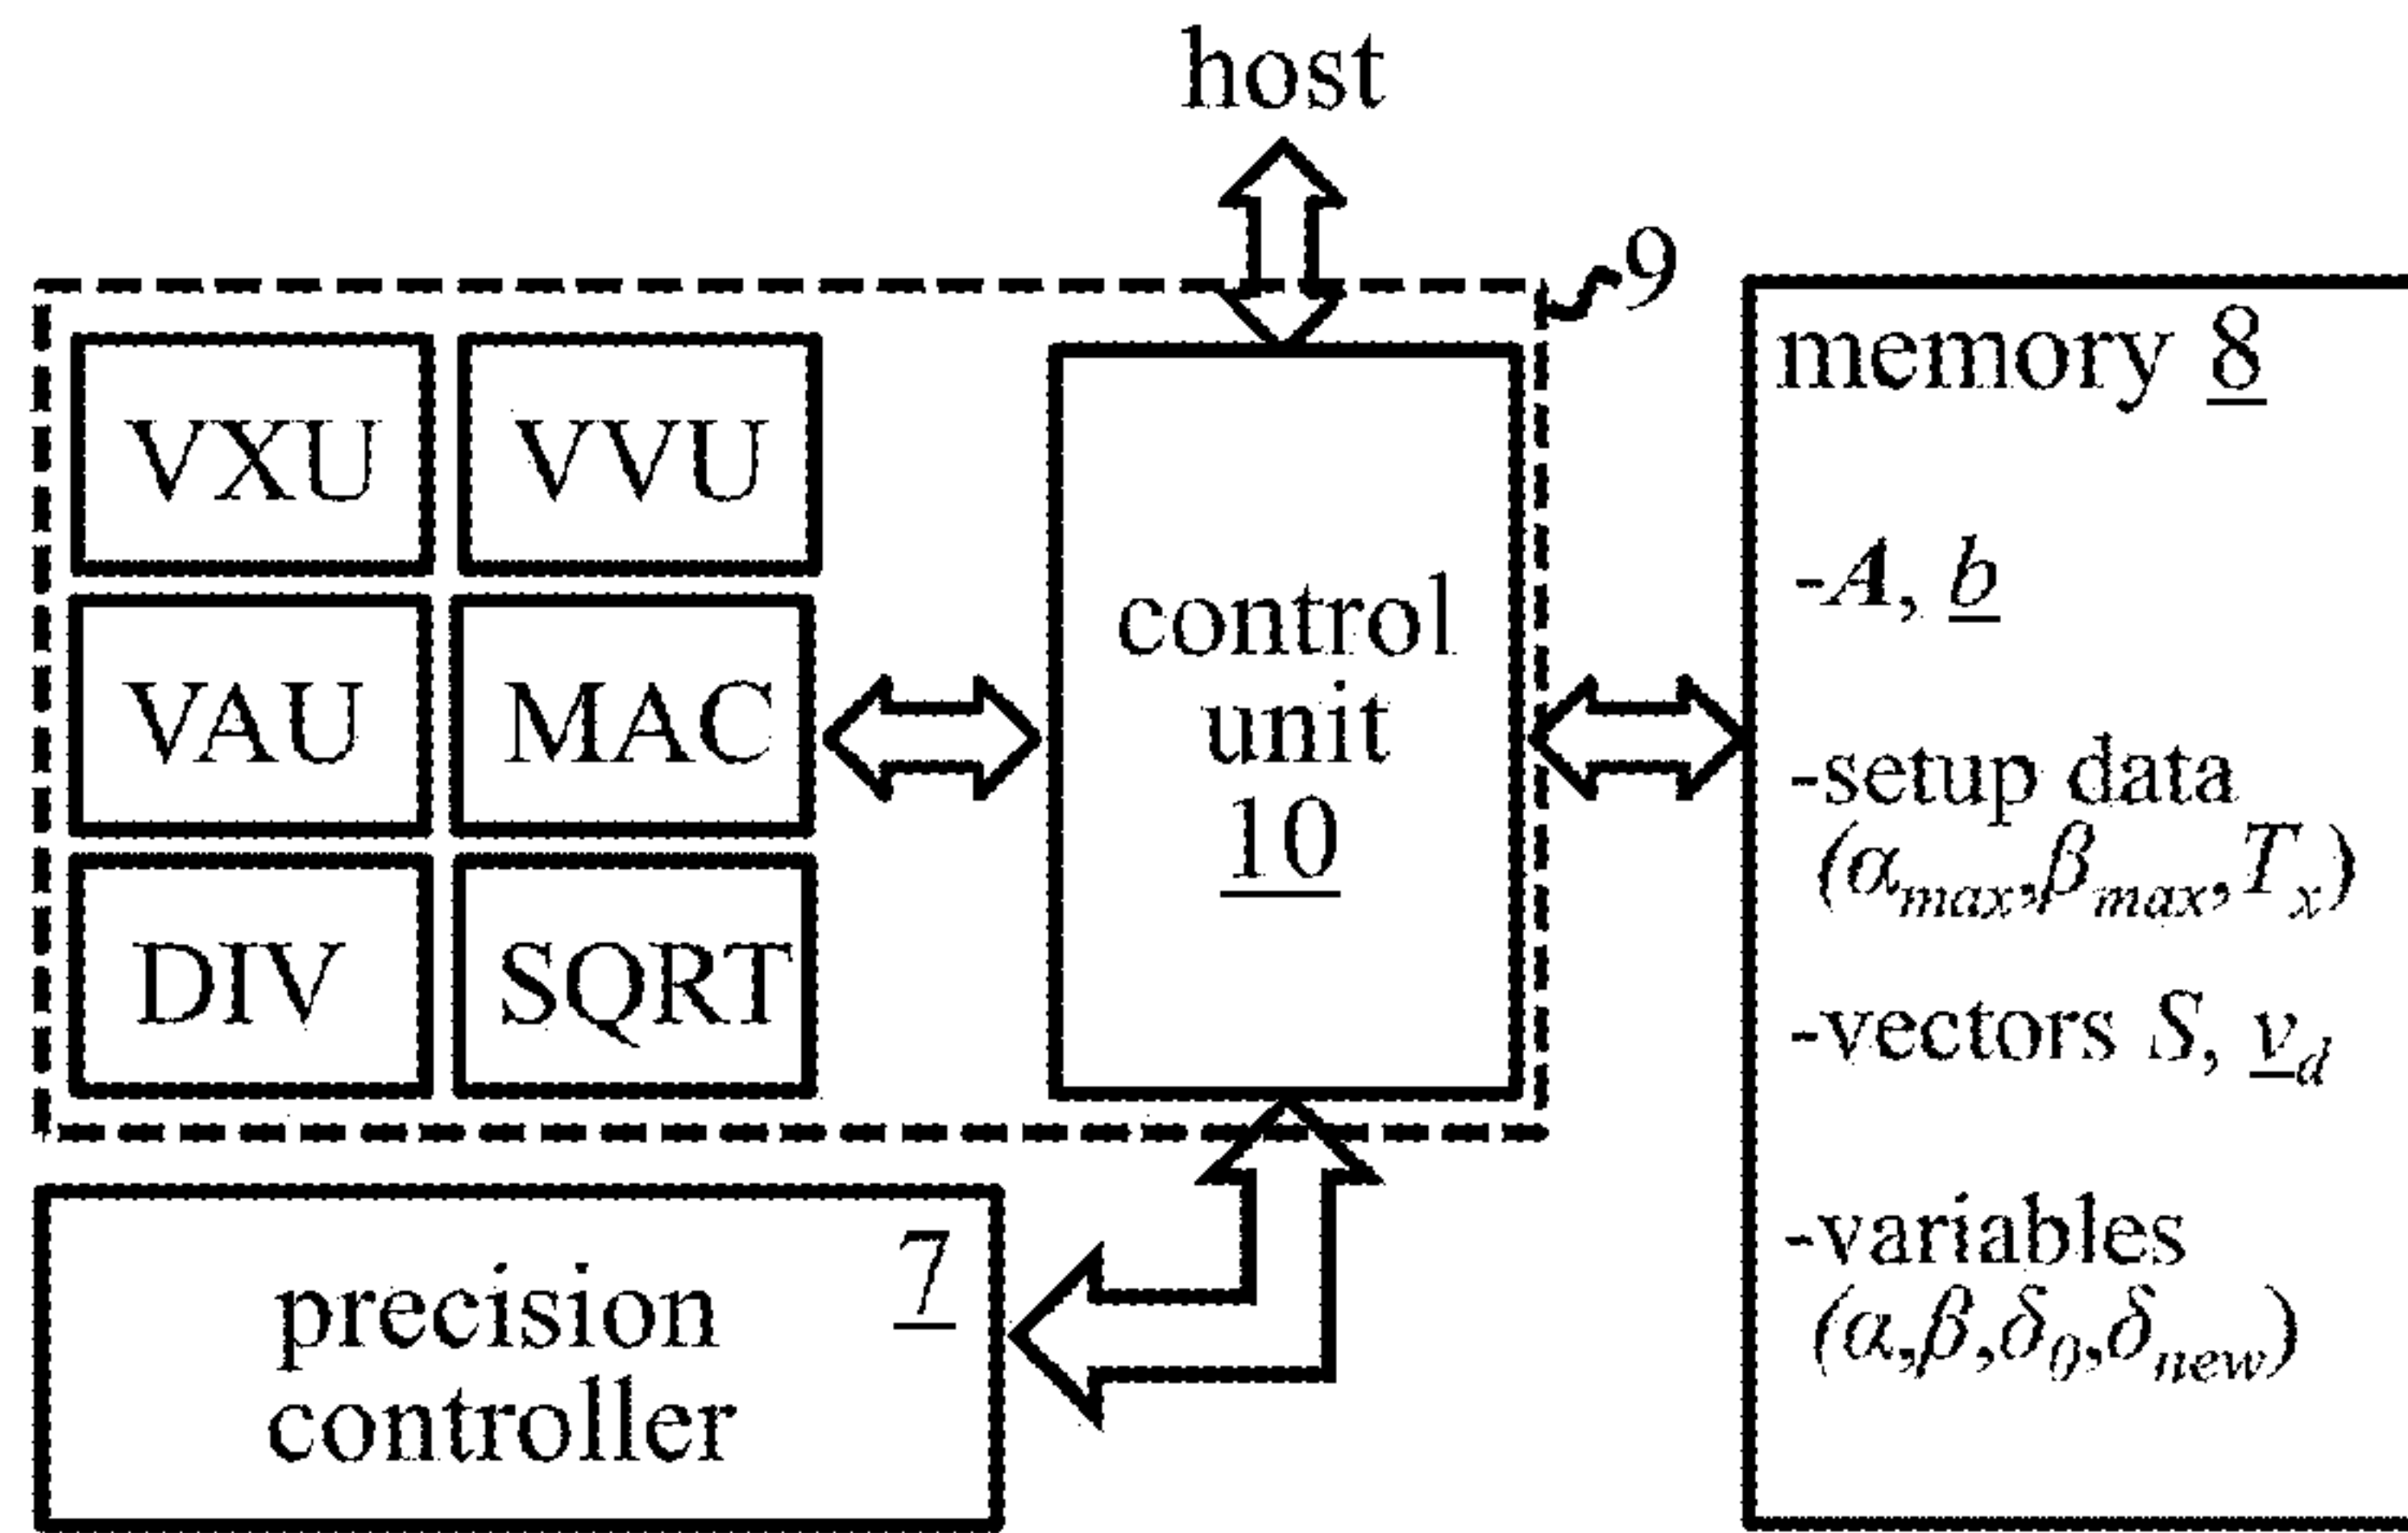 host
9
VXU VVU
VAU MAC
DIV SQRT
control
unit
10
memory 8
-A, b
-setup data
(αmax,βmax,Tx)
-vectors S, vd
-variables
(α,β,δ0,δnew)
7
precision
controller